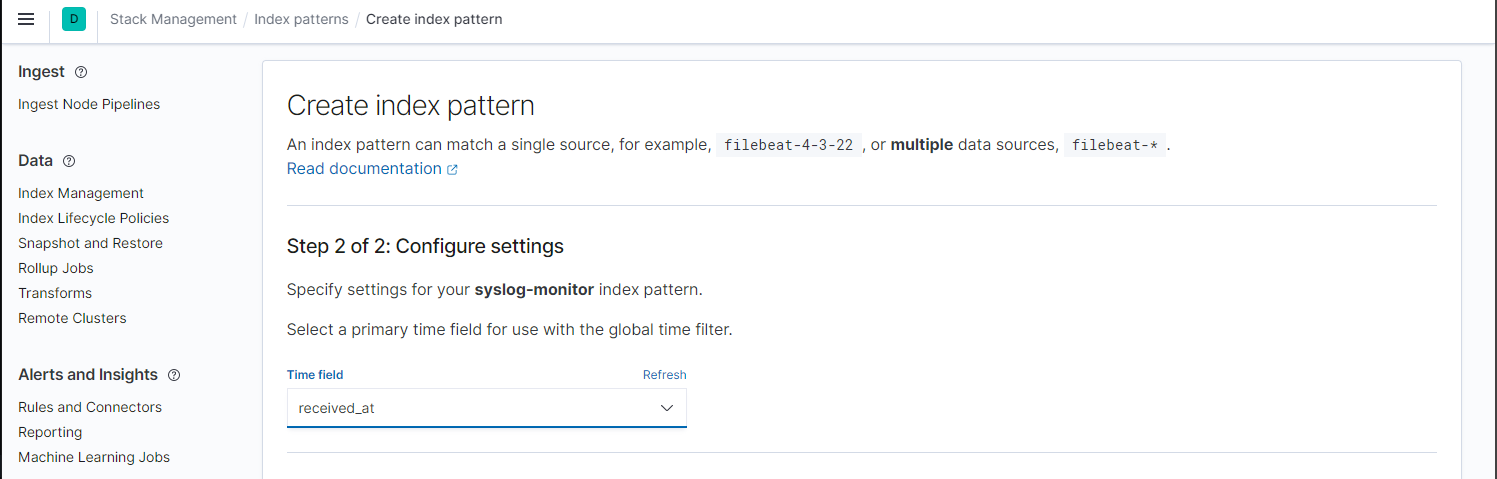 D Stack Management / Index patterns / Create index pattern
Ingest
Ingest Node Pipelines
Data
Index Management
Index Lifecycle Policies
Snapshot and Restore
Rollup Jobs
Transforms
Remote Clusters
Alerts and Insights
Rules and Connectors
Reporting
Machine Learning Jobs
Create index pattern
An index pattern can match a single source, for example, filebeat-4-3-22 , or multiple data sources, filebeat-* .
Read documentation
Step 2 of 2: Configure settings
Specify settings for your syslog-monitor index pattern.
Select a primary time field for use with the global time filter.
Time field Refresh
received_at